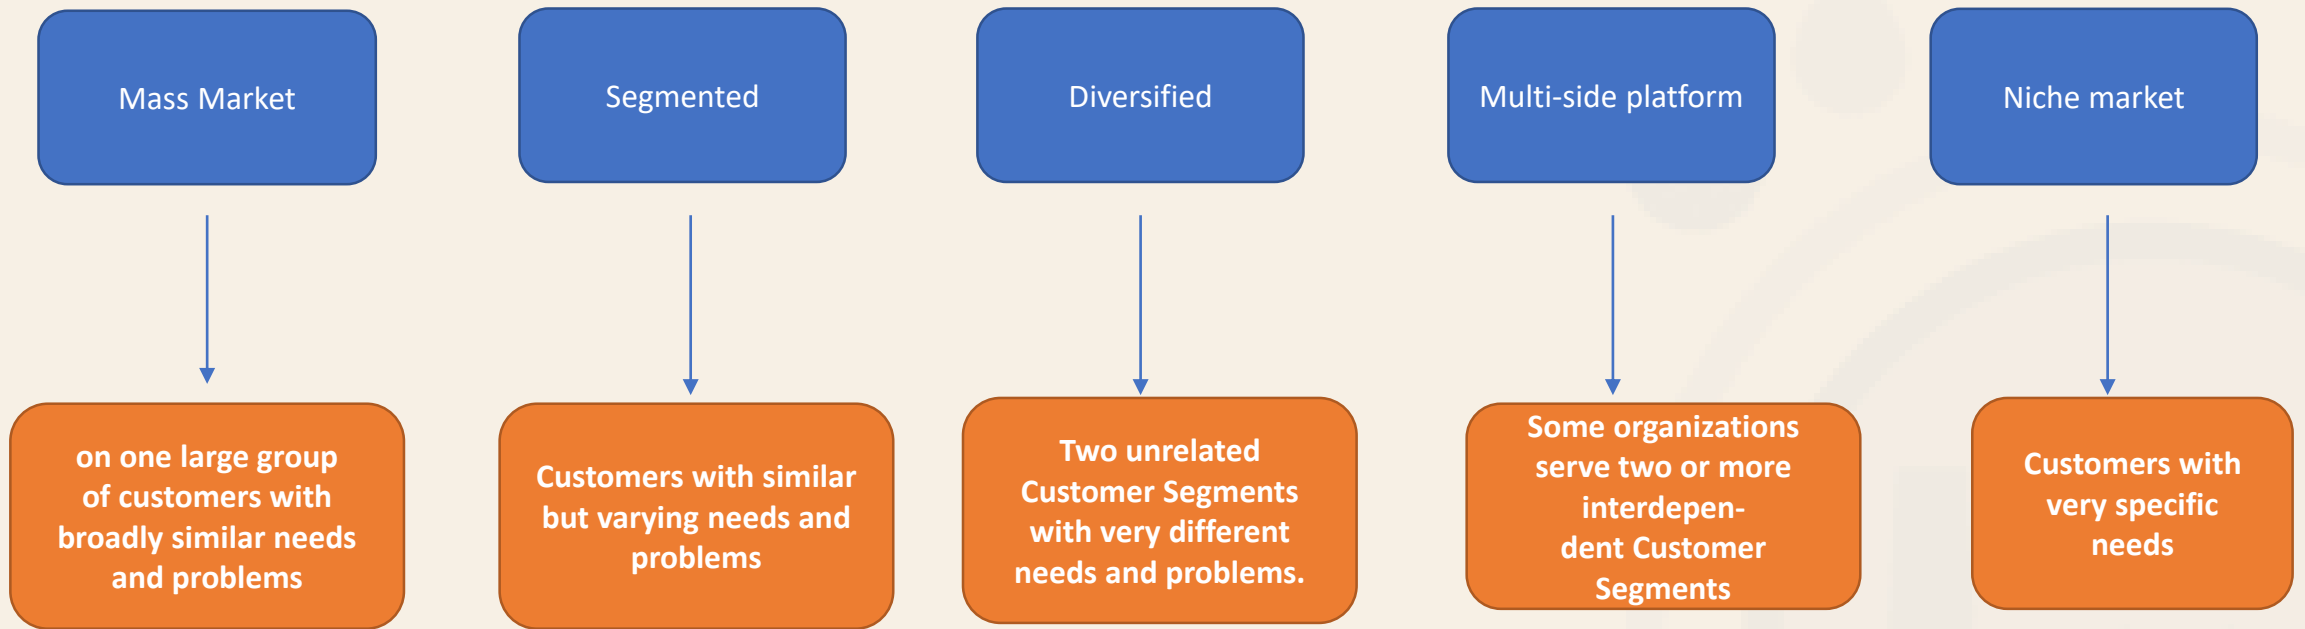 Mass Market
Segmented
Diversified
Multi-side platform
Niche market
on one large group
of customers with
broadly similar needs
and problems
Customers with similar
but varying needs and
problems
Two unrelated
Customer Segments
with very different
needs and problems.
Some organizations
serve two or more
interdepen-
dent Customer
Segments
Customers with
very specific
needs